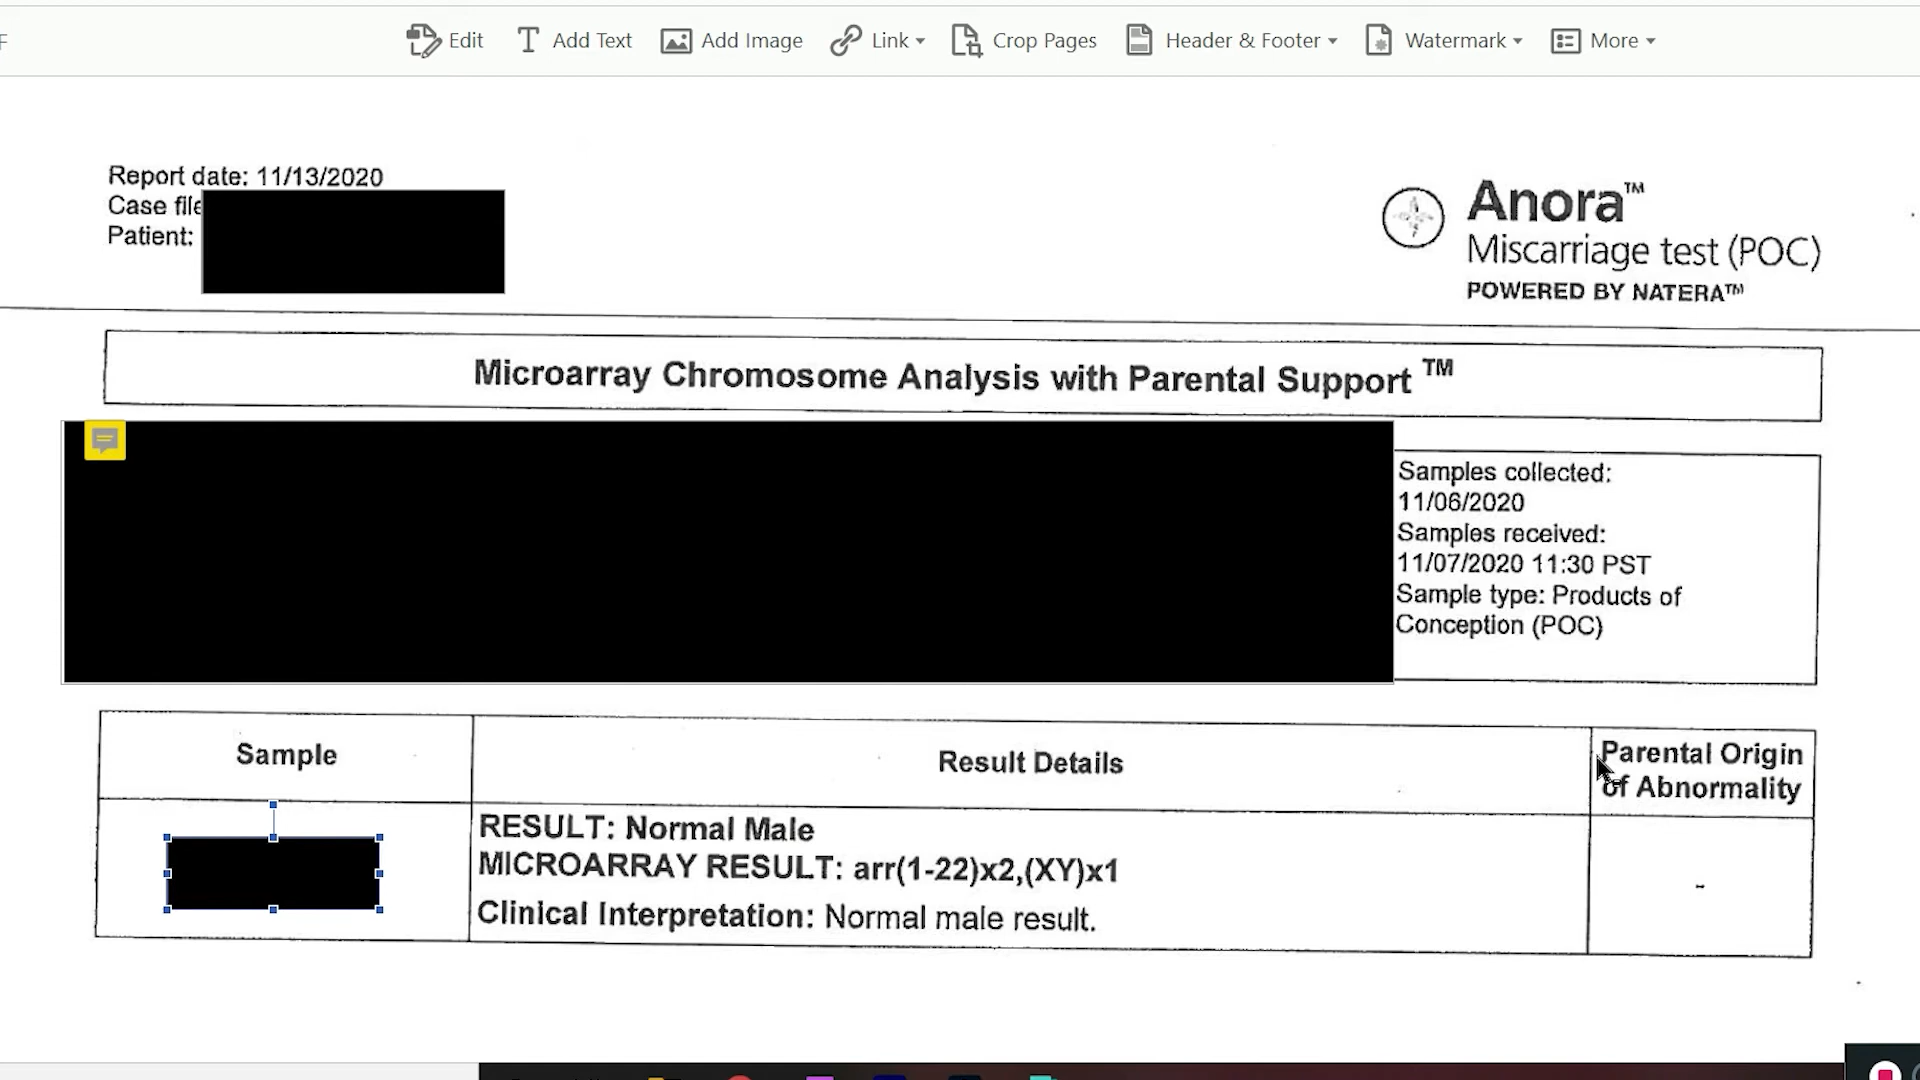 F
Edit
Add Text
Add Image
Link
Crop Pages
Header & Footer
Watermark
More
Report date: 11/13/2020
Case file
Patient:
Anora™
Miscarriage test (POC)
POWERED BY NATERA™
Microarray Chromosome Analysis with Parental Support ™
Samples collected:
11/06/2020
Samples received:
11/07/2020 11:30 PST
Sample type: Products of
Conception (POC)
Sample
Result Details
Parental Origin
of Abnormality
RESULT: Normal Male
MICROARRAY RESULT: arr(1-22)x2,(XY)x1
Clinical Interpretation: Normal male result.
-